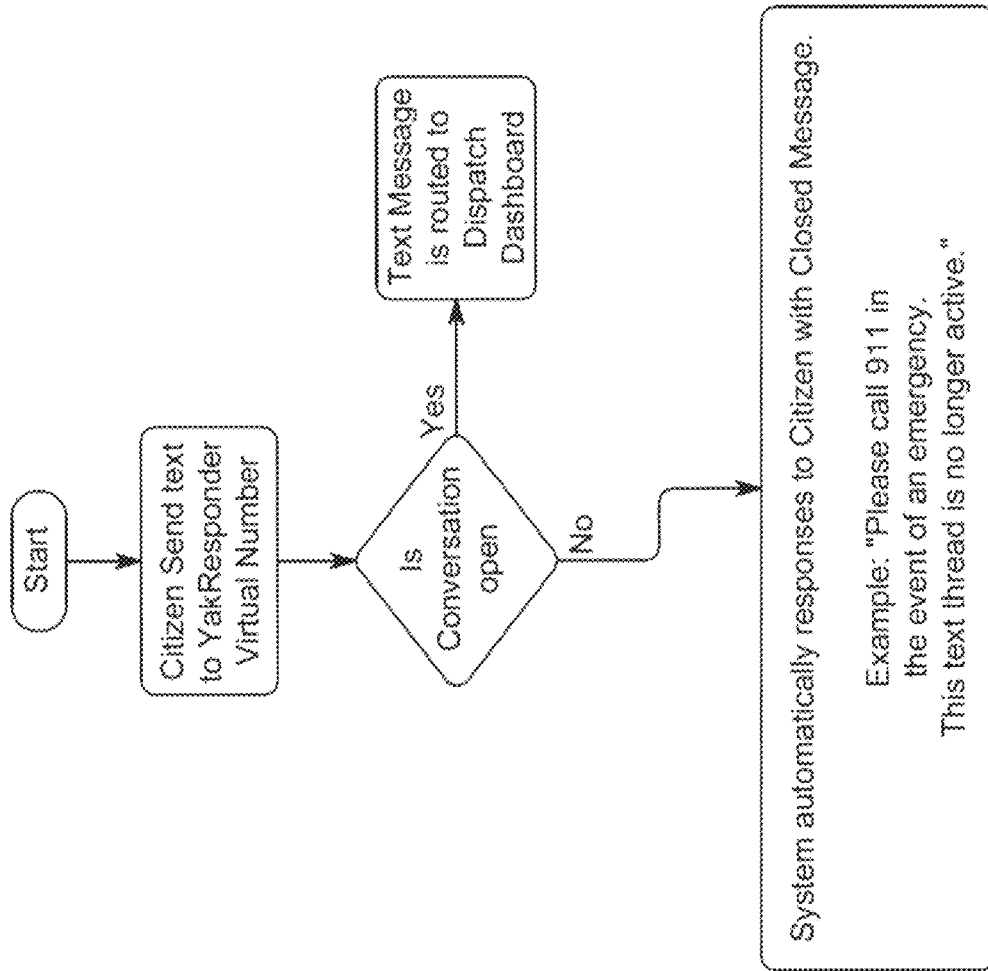 Start
Citizen Send text
to YakResponder
Virtual Number
Is
Conversation
open
Yes
Text Message
is routed to
Dispatch
Dashboard
No
System automatically responses to Citizen with Closed Message.
Example: "Please call 911 in
the event of an emergency.
This text thread is no longer active."